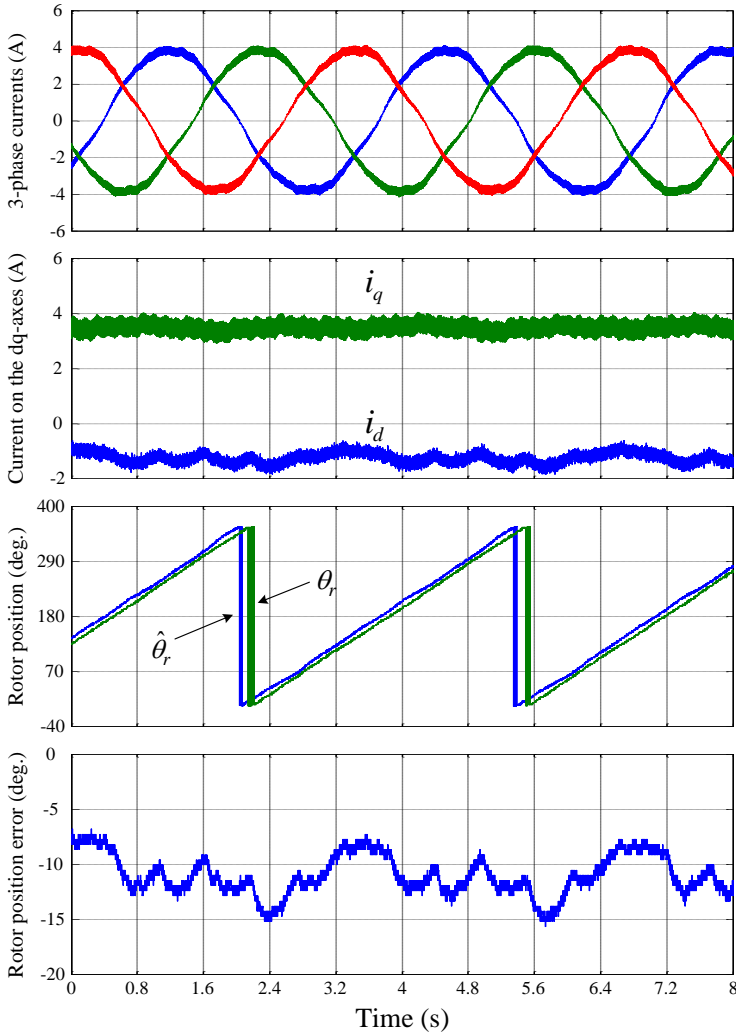 3-phase currents (A)
6
4
2
0
-2
-4
-6
Current on the dq-axes (A)
6
4
2
0
-2
i_q
i_d
Rotor position (deg.)
400
290
180
70
-40
θ_r
θ̂_r
Rotor position error (deg.)
0
-5
-10
-15
-20
0 0.8 1.6 2.4 3.2 4 4.8 5.6 6.4 7.2 8
Time (s)